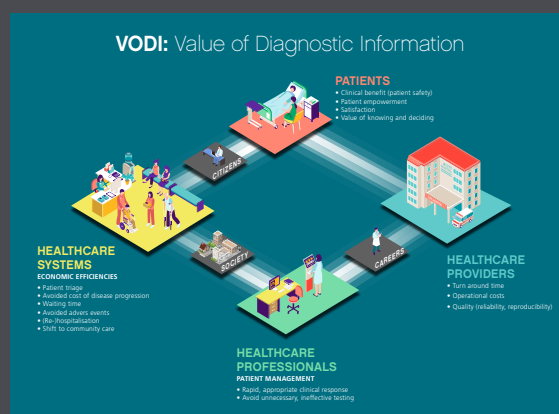 VODI: Value of Diagnostic Information
PATIENTS
• Clinical benefit (patient safety)
• Patient empowerment
• Satisfaction
• Value of knowing and deciding
CITIZENS
HEALTHCARE
SYSTEMS
ECONOMIC EFFICIENCIES
• Patient triage
• Avoided cost of disease progression
• Waiting time
• Avoided advers events
• (Re-)hospitalisation
• Shift to community care
SOCIETY
CAREERS
HEALTHCARE
PROVIDERS
• Turn around time
• Operational costs
• Quality (reliability, reproducibility)
HEALTHCARE
PROFESSIONALS
PATIENT MANAGEMENT
• Rapid, appropriate clinical response
• Avoid unnecessary, ineffective testing